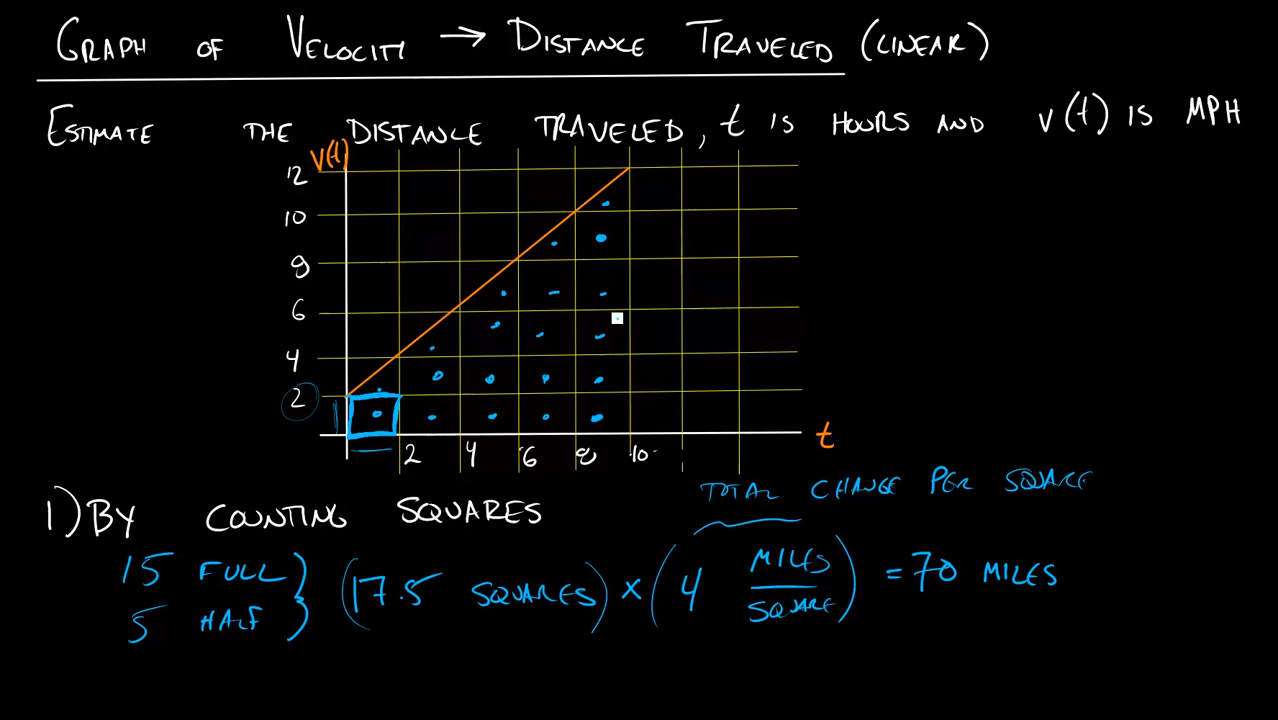 GRAPH OF VELOCITY → DISTANCE TRAVELED (LINEAR)
ESTIMATE THE DISTANCE TRAVELED, t IS HOURS AND v(t) IS MPH
v(t)
12
10
8
6
4
2
2 4 6 8 10
t
TOTAL CHANGE PER SQUARE
1) BY COUNTING SQUARES
15 FULL
5 HALF
} (17.5 SQUARES) × (4 MILES/SQUARE) = 70 MILES